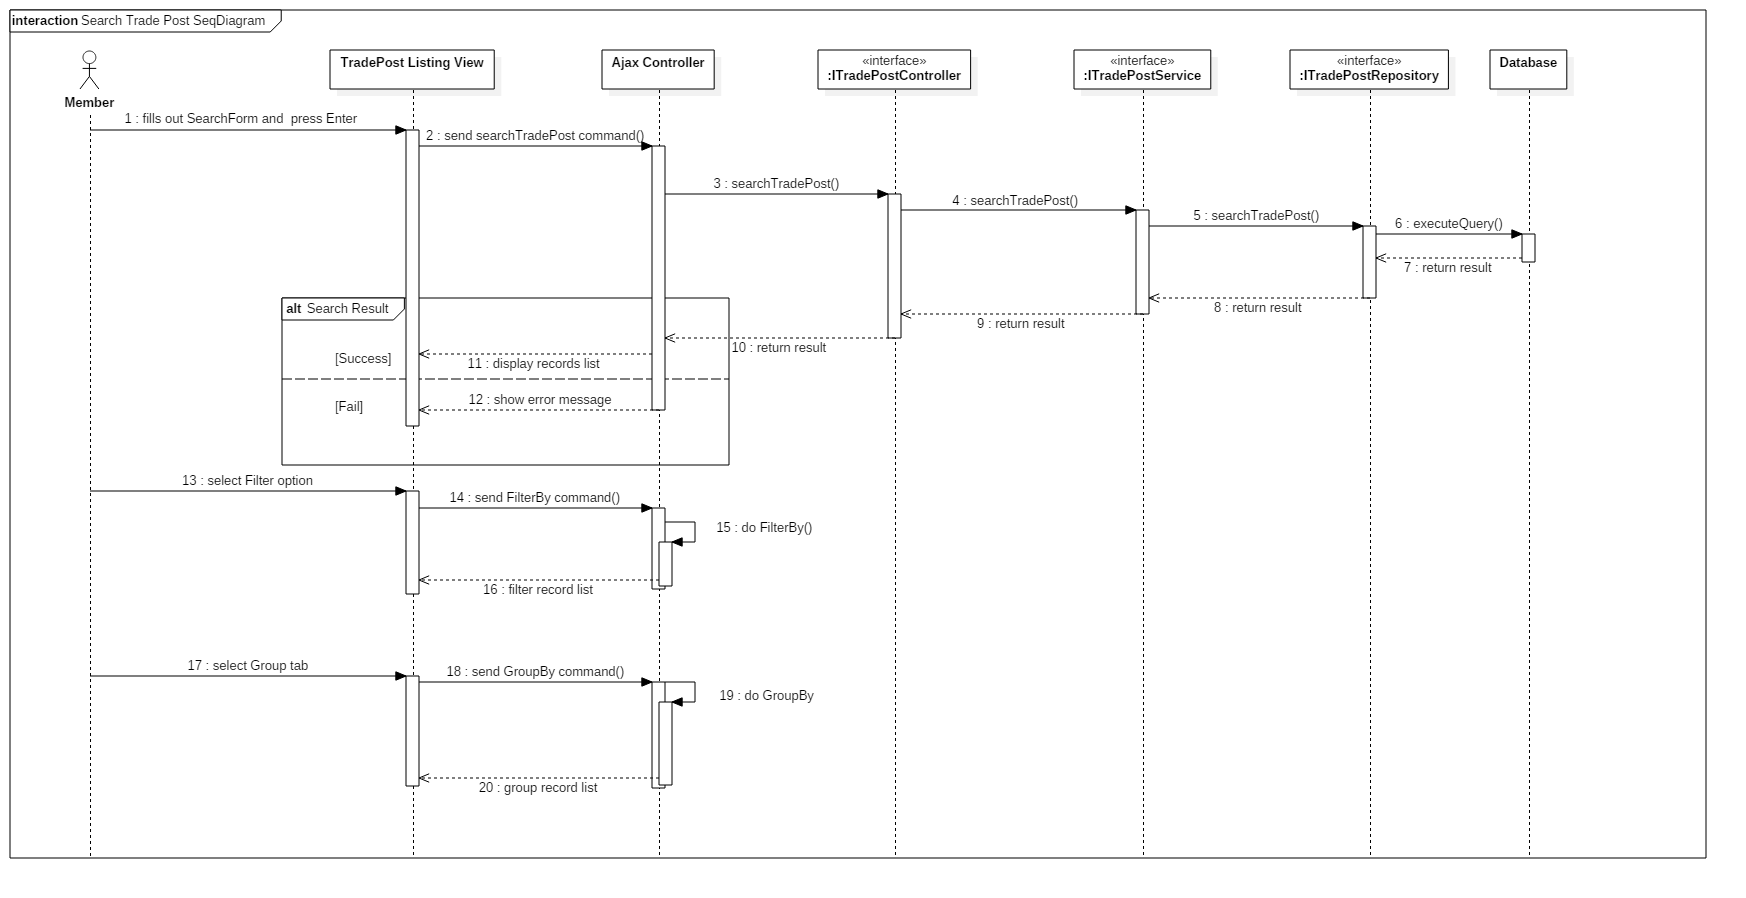 interaction Search Trade Post SeqDiagram
Member
TradePost Listing View
Ajax Controller
«interface»
:ITradePostController
«interface»
:ITradePostService
«interface»
:ITradePostRepository
Database
1 : fills out SearchForm and  press Enter
2 : send searchTradePost command()
3 : searchTradePost()
4 : searchTradePost()
5 : searchTradePost()
6 : executeQuery()
7 : return result
8 : return result
9 : return result
10 : return result
alt Search Result
[Success]
11 : display records list
[Fail]
12 : show error message
13 : select Filter option
14 : send FilterBy command()
15 : do FilterBy()
16 : filter record list
17 : select Group tab
18 : send GroupBy command()
19 : do GroupBy
20 : group record list